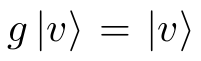 g |v⟩ = |v⟩